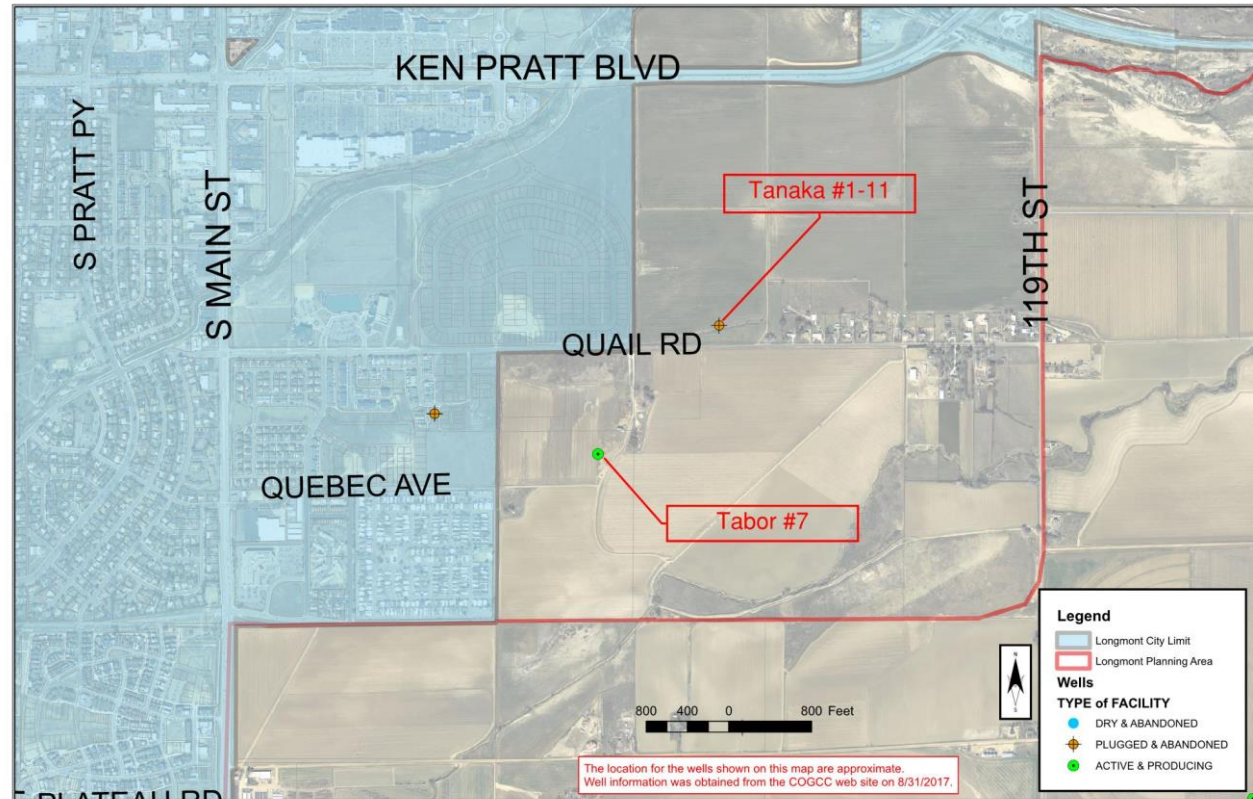 KEN PRATT BLVD
S PRATT PY
S MAIN ST
Tanaka #1-11
119TH ST
QUAIL RD
QUEBEC AVE
Tabor #7
Legend
Longmont City Limit
Longmont Planning Area
Wells
TYPE of FACILITY
DRY & ABANDONED
PLUGGED & ABANDONED
ACTIVE & PRODUCING
N
S
800 400 0 800 Feet
The location for the wells shown on this map are approximate.
Well information was obtained from the COGCC web site on 8/31/2017.
PLATEAU RD